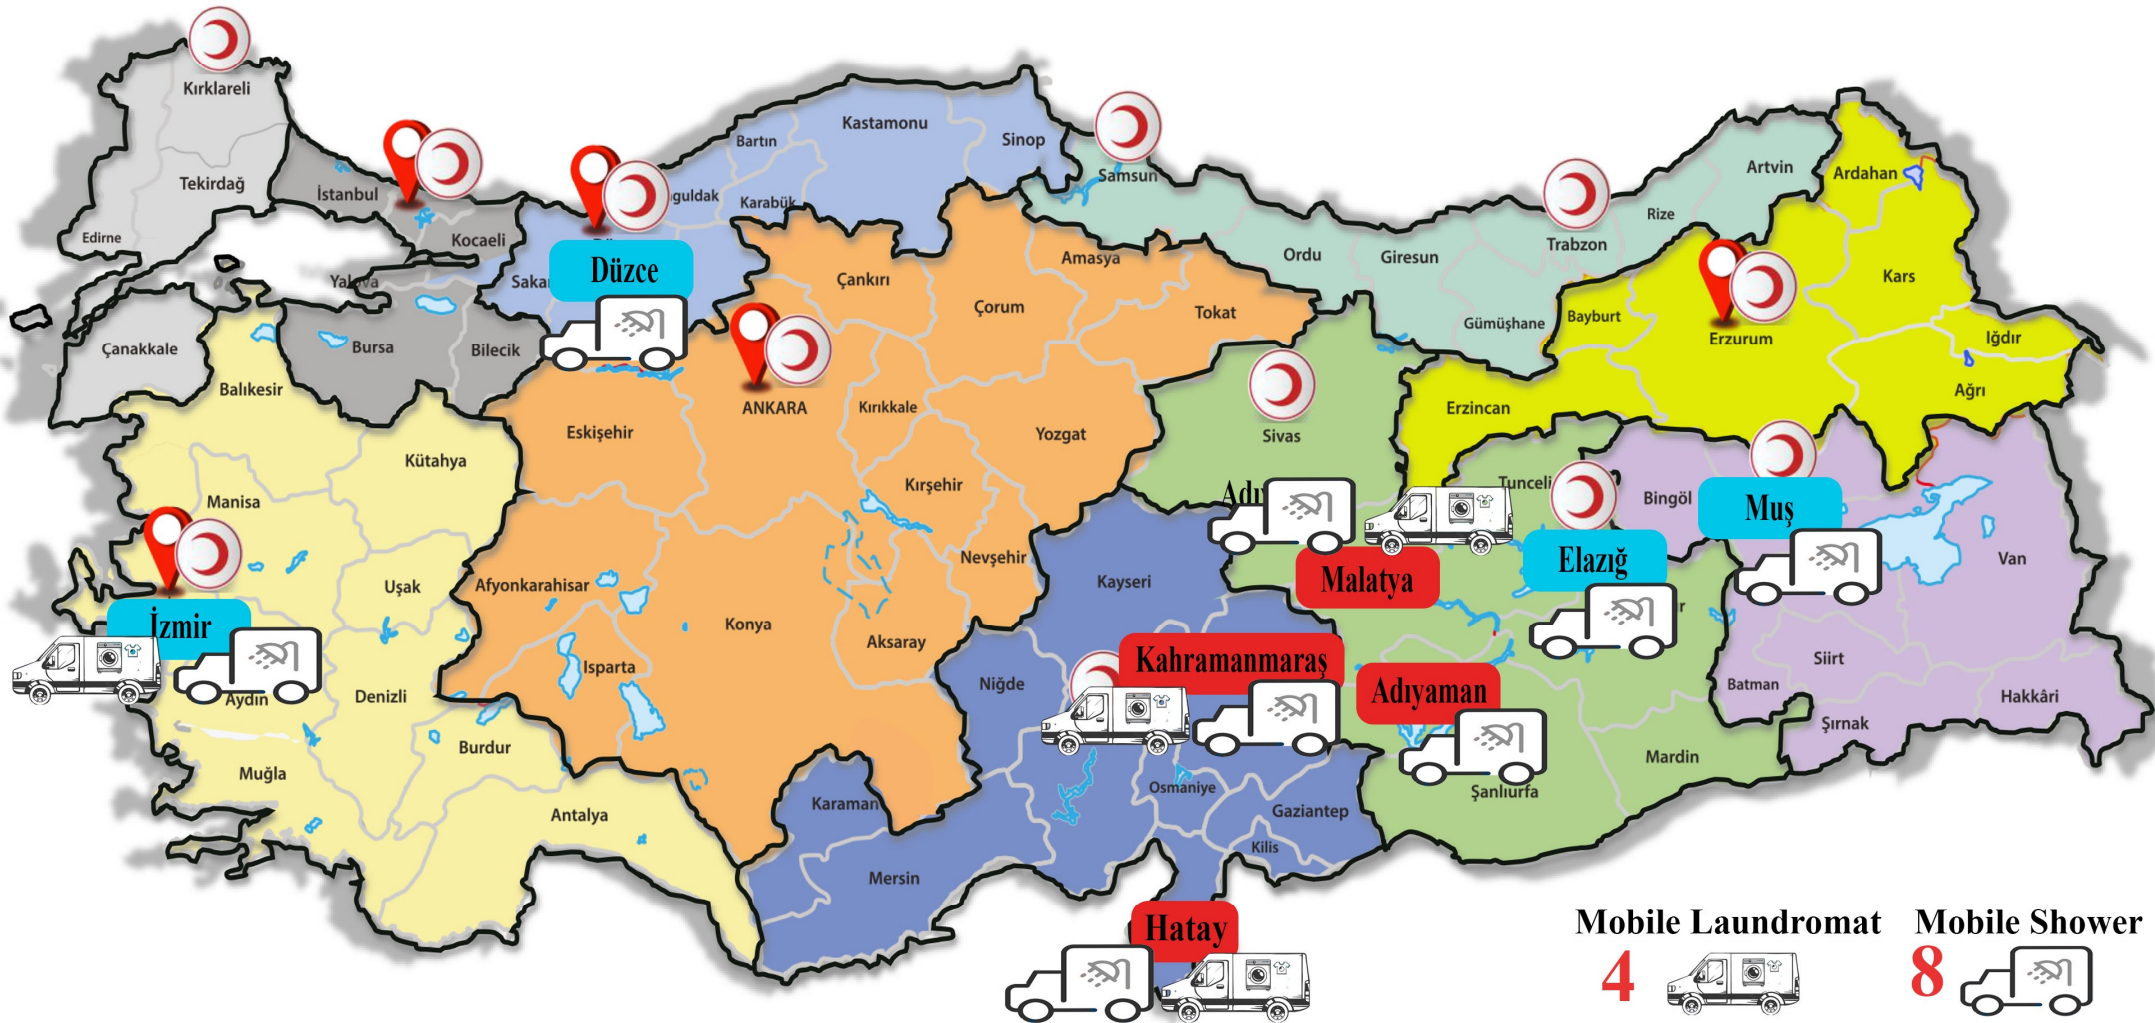 Kırklareli
Tekirdağ
Edirne
İstanbul
Kocaeli
Bursa
Bilecik
Çanakkale
Balıkesir
Kütahya
Manisa
Uşak
İzmir
Aydın
Denizli
Muğla
Burdur
Antalya
Düzce
Saka
guldak
Bartın
Karabük
Kastamonu
Sinop
Samsun
Ordu
Giresun
Gümüşhane
Trabzon
Rize
Artvin
Ardahan
Kars
Iğdır
Ağrı
Erzurum
Bayburt
Erzincan
Çankırı
Çorum
Amasya
Tokat
ANKARA
Kırıkkale
Yozgat
Kırşehir
Nevşehir
Aksaray
Eskişehir
Afyonkarahisar
Konya
Isparta
Sivas
Adı
Malatya
Tunceli
Elazığ
Bingöl
Muş
Van
Siirt
Batman
Hakkâri
Şırnak
Mardin
Şanlıurfa
Adıyaman
Kahramanmaraş
Kayseri
Niğde
Karaman
Mersin
Osmaniye
Gaziantep
Kilis
Hatay
Mobile Laundromat
4
Mobile Shower
8